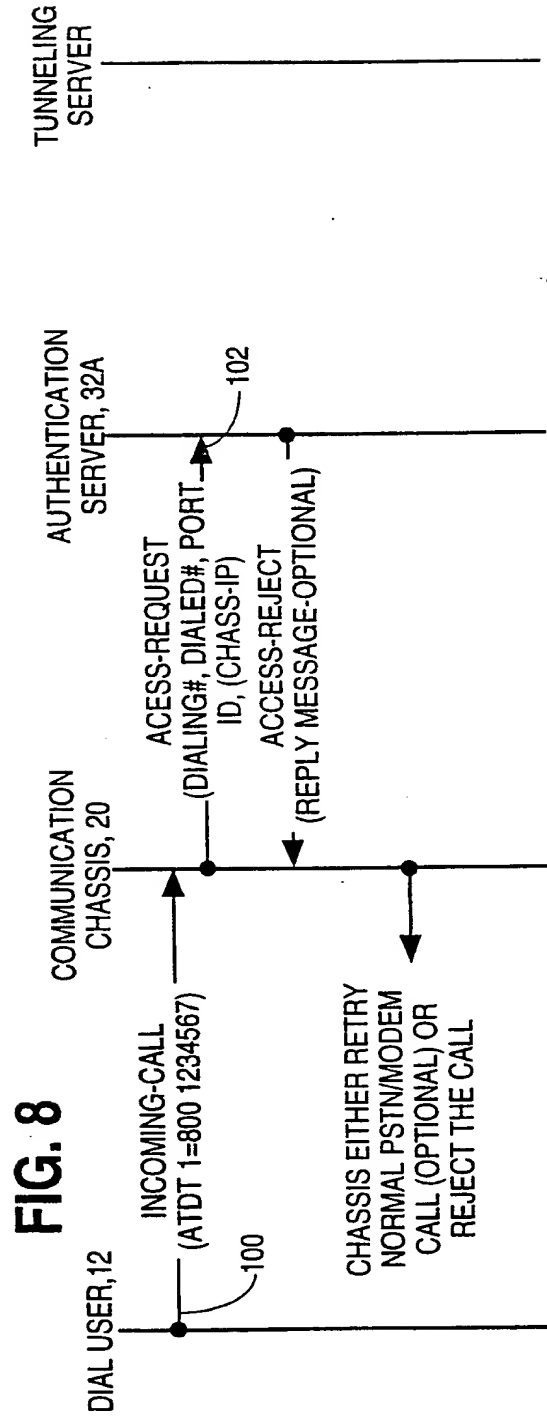 FIG. 8
DIAL USER,12
COMMUNICATION
CHASSIS, 20
AUTHENTICATION
SERVER, 32A
TUNNELING
SERVER
INCOMING-CALL
(ATDT 1=800 1234567)
100
ACESS-REQUEST
(DIALING#, DIALED#, PORT
ID, (CHASS-IP)
102
ACCESS-REJECT
(REPLY MESSAGE-OPTIONAL)
CHASSIS EITHER RETRY
NORMAL PSTN/MODEM
CALL (OPTIONAL) OR
REJECT THE CALL